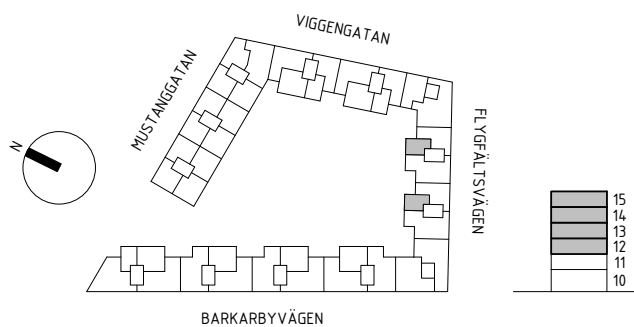 VIGGENGATAN
MUSTANGGATAN
FLYGFÄLTSVÄGEN
N
15
14
13
12
11
10
BARKARBYVÄGEN